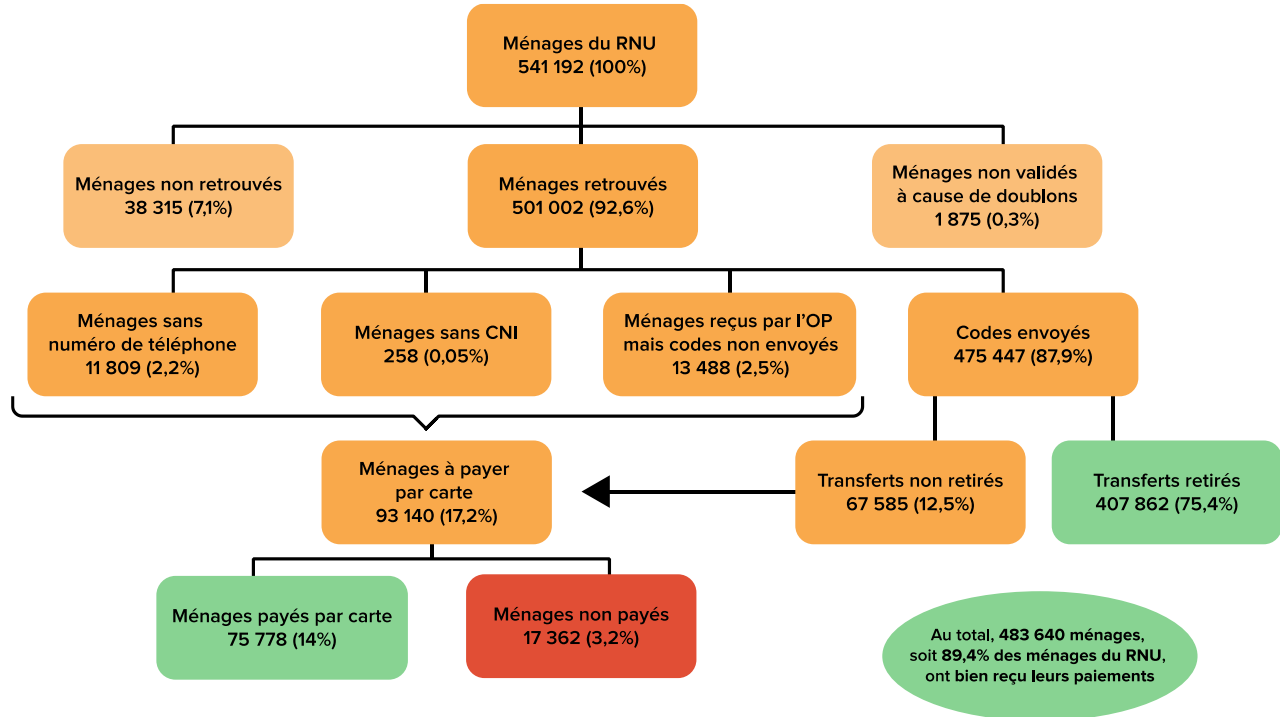 Ménages du RNU
541 192 (100%)
Ménages non retrouvés
38 315 (7,1%)
Ménages retrouvés
501 002 (92,6%)
Ménages non validés
à cause de doublons
1 875 (0,3%)
Ménages sans
numéro de téléphone
11 809 (2,2%)
Ménages sans CNI
258 (0,05%)
Ménages reçus par l’OP
mais codes non envoyés
13 488 (2,5%)
Codes envoyés
475 447 (87,9%)
Ménages à payer
par carte
93 140 (17,2%)
Transferts non retirés
67 585 (12,5%)
Transferts retirés
407 862 (75,4%)
Ménages payés par carte
75 778 (14%)
Ménages non payés
17 362 (3,2%)
Au total, 483 640 ménages,
soit 89,4% des ménages du RNU,
ont bien reçu leurs paiements